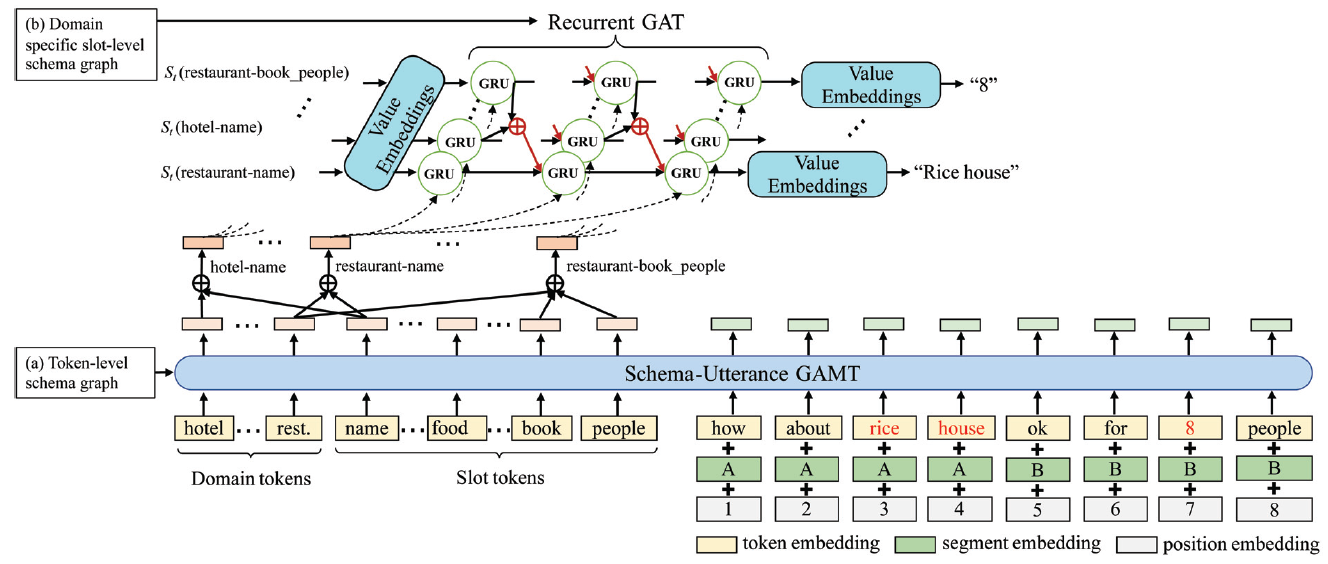 (b) Domain
specific slot-level
schema graph
Recurrent GAT
St (restaurant-book_people)
...
St (hotel-name)
St (restaurant-name)
Value
Embeddings
GRU GRU GRU
GRU GRU GRU
GRU GRU GRU
Value
Embeddings
"8"
...
Value
Embeddings
"Rice house"
... ...
hotel-name restaurant-name restaurant-book_people
... ... ...
(a) Token-level
schema graph
Schema-Utterance GAMT
hotel ... rest. name ... food ... book people
how about rice house ok for 8 people
+ + + + + + + +
A A A A B B B B
+ + + + + + + +
1 2 3 4 5 6 7 8
Domain tokens Slot tokens
token embedding segment embedding position embedding